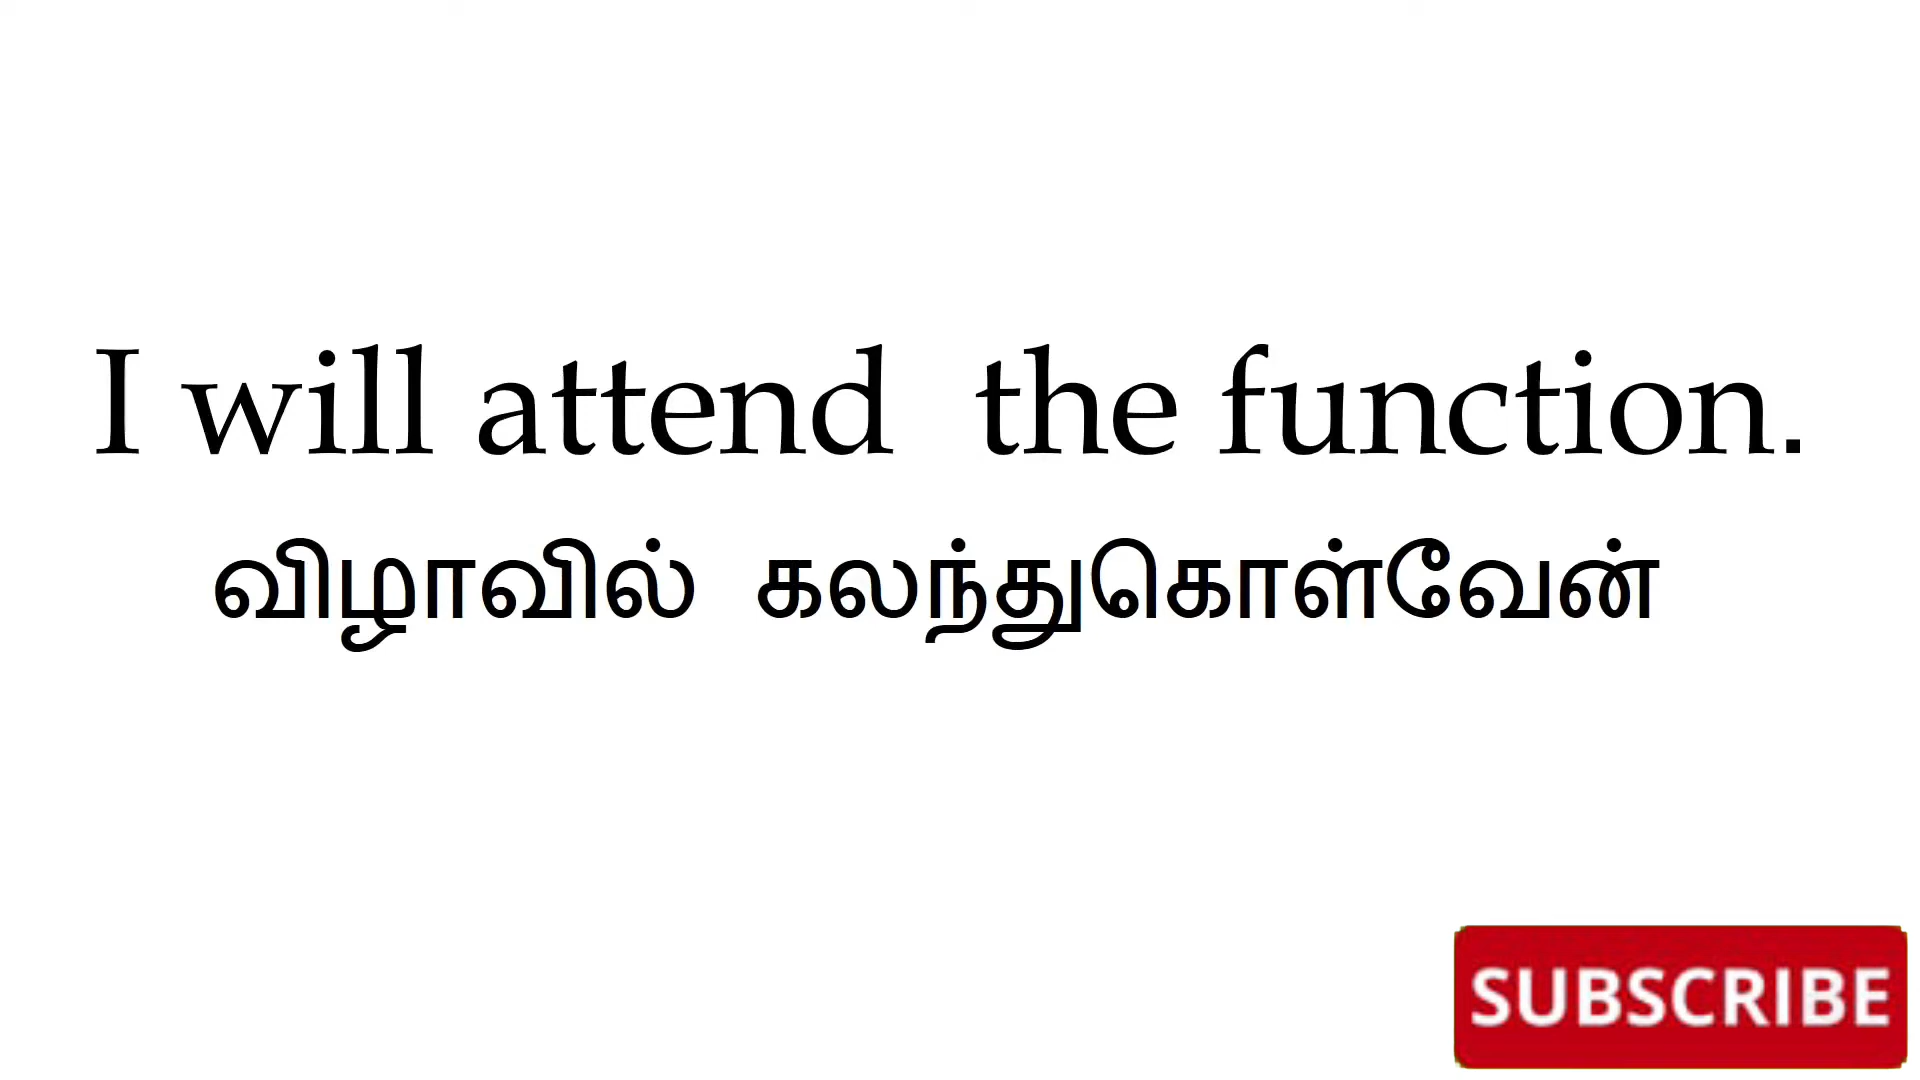 I will attend  the function.
விழாவில்  கலந்துகொள்வேன்
SUBSCRIBE